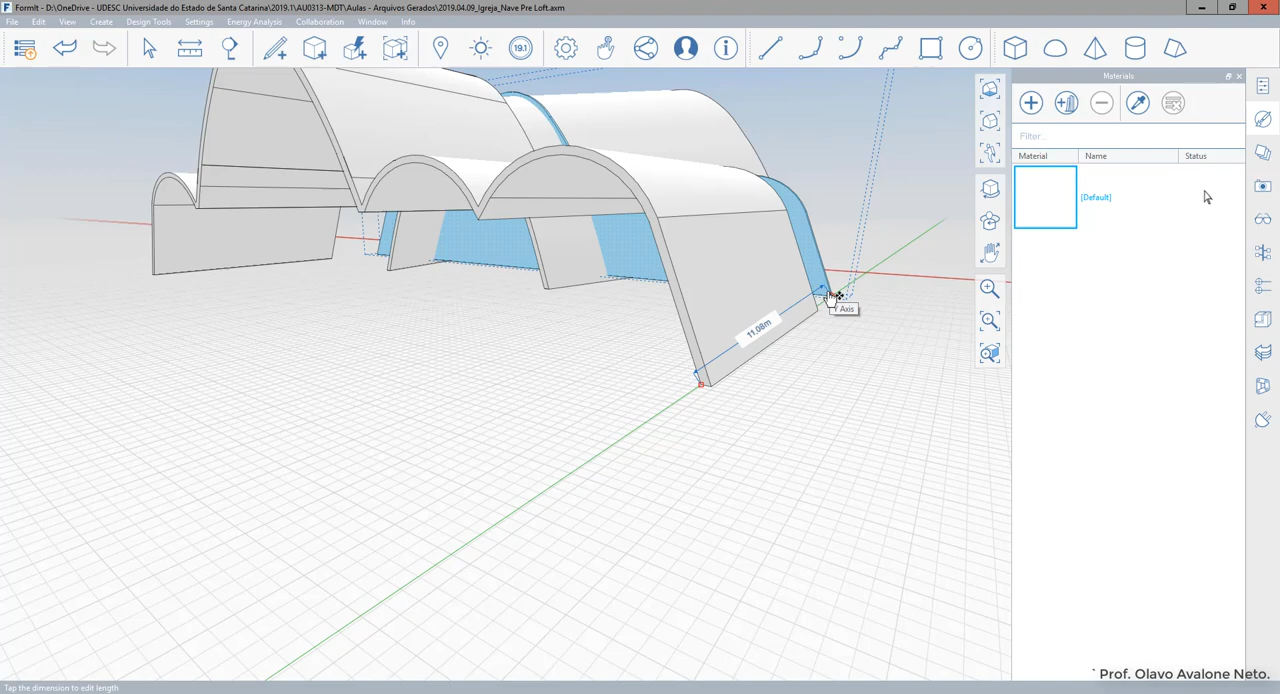 FormIt - D:\OneDrive - UDESC Universidade do Estado de Santa Catarina\2019.1\AU0313-MDT\Aulas - Arquivos Gerados\2019.04.09_Igreja_Nave Pre Loft.axm
File Edit View Create Design Tools Settings Energy Analysis Collaboration Window Info
19.1
Materials
Filter...
Material Name Status
[Default]
Y Axis
11,08m
` Prof. Olavo Avalone Neto.
Tap the dimension to edit length